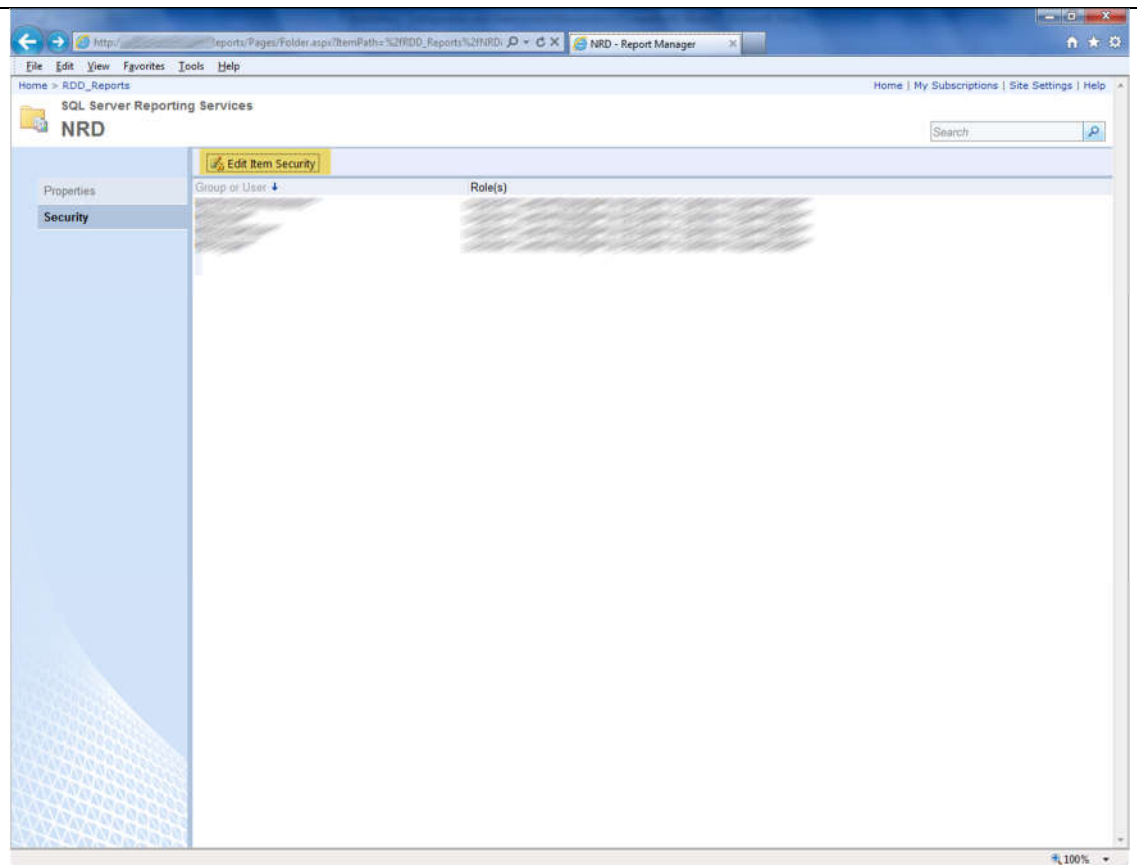 http:/
Reports/Pages/Folder.aspx?ItemPath=%2fRDD_Reports%2fNRD
NRD - Report Manager
File Edit View Favorites Tools Help
Home > RDD_Reports
Home | My Subscriptions | Site Settings | Help
SQL Server Reporting Services
NRD
Search
Edit Item Security
Properties
Group or User
Role(s)
Security
100%